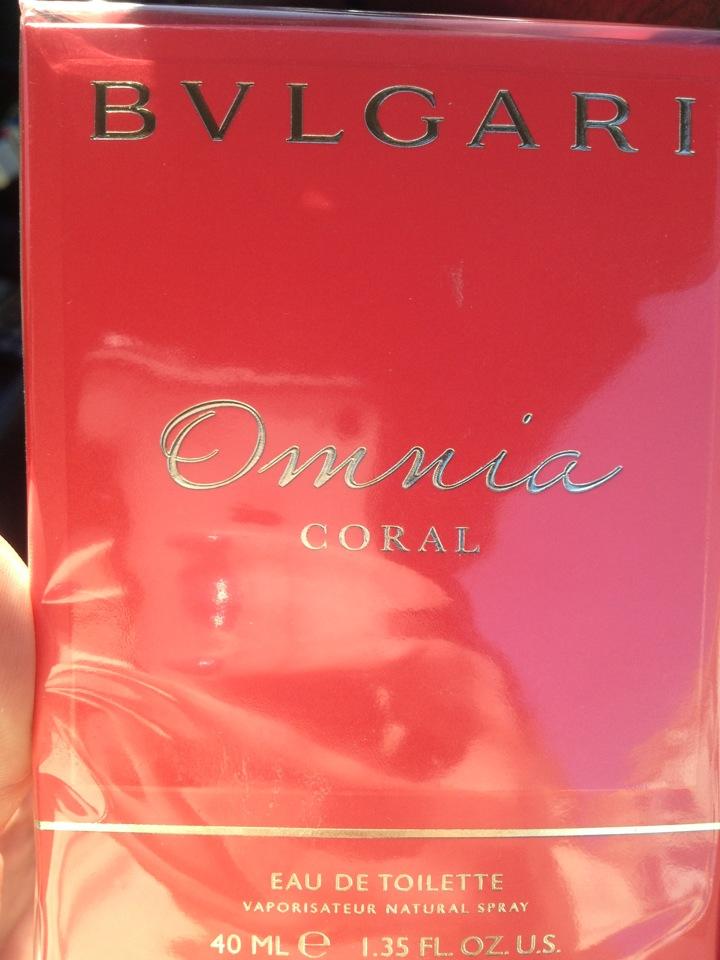 BVLGARI
Omnia
CORAL
EAU DE TOILETTE
VAPORISATEUR NATURAL SPRAY
40 ML ℮ 1.35 FL. OZ. U.S.